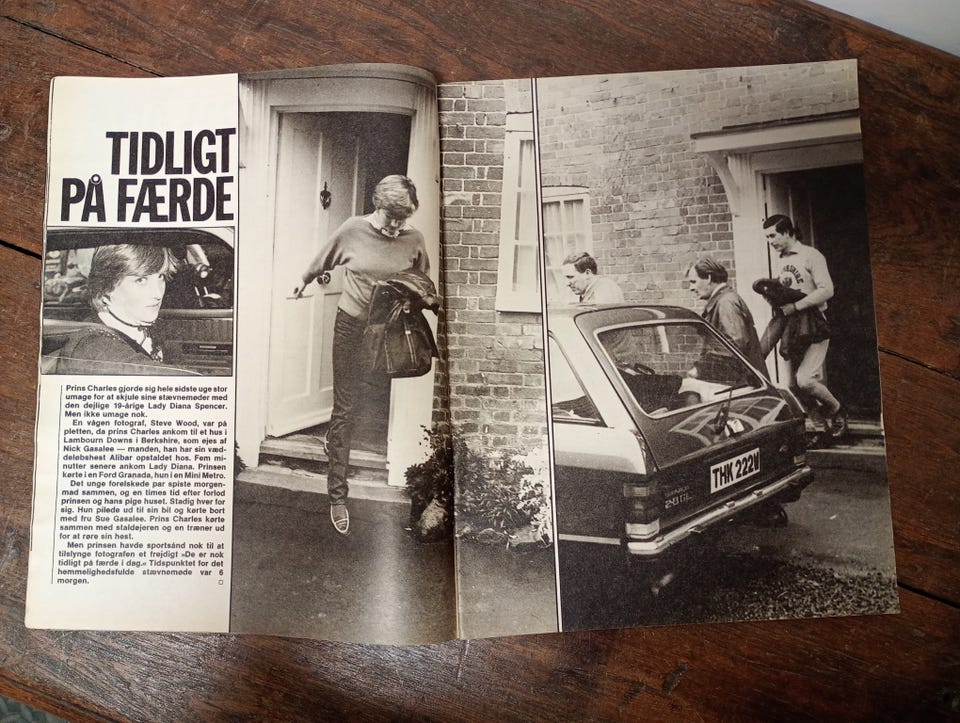 TIDLIGT
PÅ FÆRDE
Prins Charles gjorde sig hele sidste uge stor
umage for at skjule sine stævnemøder med
den dejlige 19-årige Lady Diana Spencer.
Men ikke umage nok.
En vågen fotograf, Steve Wood, var på
pletten, da prins Charles ankom til et hus i
Lambourn Downs i Berkshire, som ejes af
Nick Gasalee — manden, han har sin væd-
deløbshest Alibar opstaldet hos. Fem mi-
nutter senere ankom Lady Diana. Prinsen
kørte i en Ford Granada, hun i en Mini Metro.
Det unge forelskede par spiste morgen-
mad sammen, og en times tid efter forlod
prinsen og hans pige huset. Stadig hver for
sig. Hun pilede ud til sin bil og kørte bort
med fru Sue Gasalee. Prins Charles kørte
sammen med staldejeren og en træner ud
for at røre sin hest.
Men prinsen havde sportsånd nok til at
tilslynge fotografen et frejdigt »De er nok
tidligt på færde i dag.« Tidspunktet for det
hemmelighedsfulde stævnemøde var 6
morgen.
THK 222W
2·8 GL